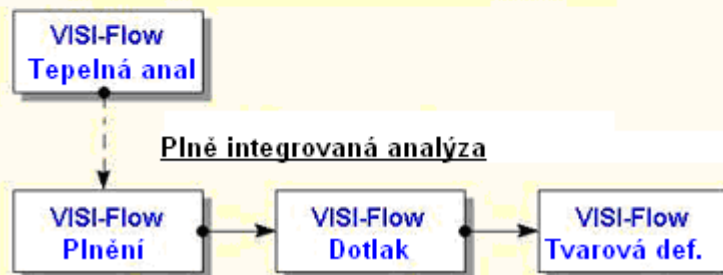 VISI-Flow
Tepelná anal
Plně integrovaná analýza
VISI-Flow
Plnění
VISI-Flow
Dotlak
VISI-Flow
Tvarová def.